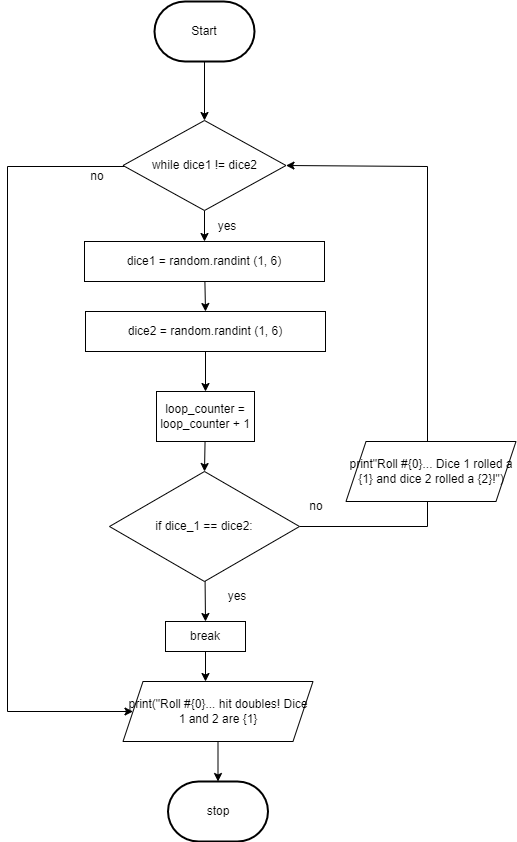 Start
while dice1 != dice2
no
yes
dice1 = random.randint (1, 6)
dice2 = random.randint (1, 6)
loop_counter =
loop_counter + 1
print"Roll #{0}... Dice 1 rolled a
{1} and dice 2 rolled a {2}!")
no
if dice_1 == dice2:
yes
break
print("Roll #{0}... hit doubles! Dice
1 and 2 are {1}
stop